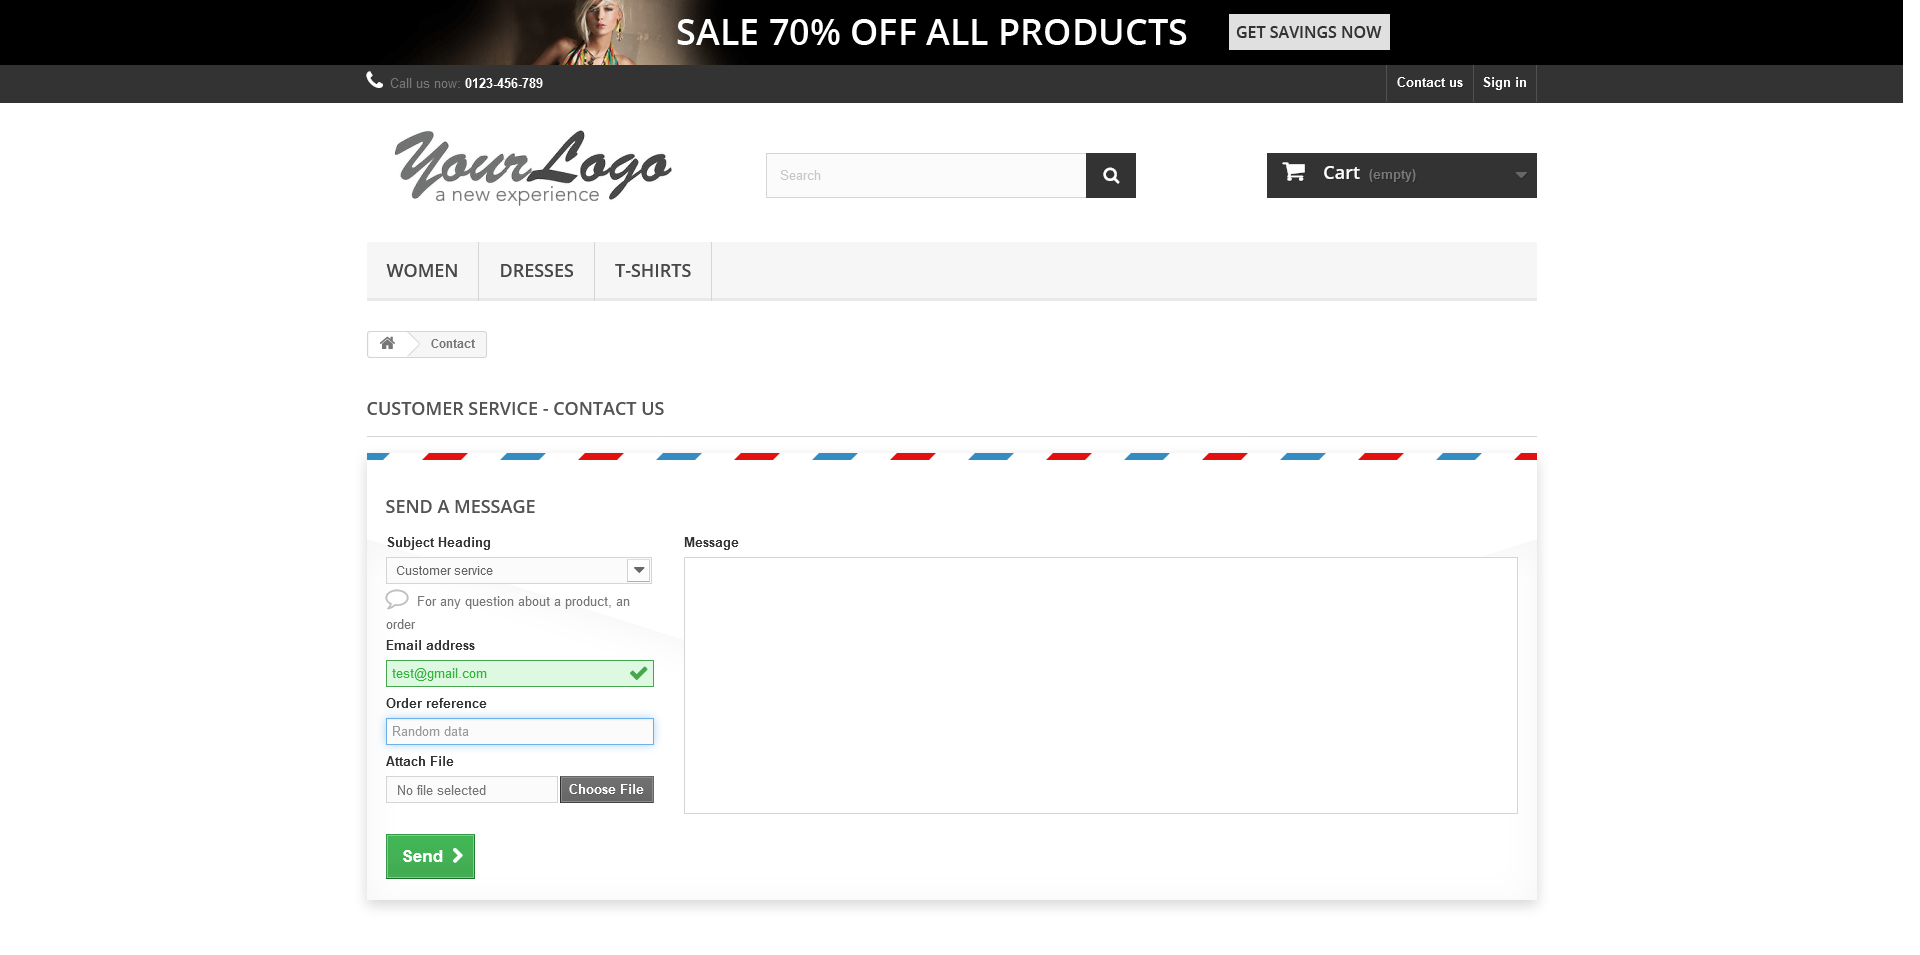 SALE 70% OFF ALL PRODUCTS
GET SAVINGS NOW
Call us now: 0123-456-789
Contact us
Sign in
YourLogo
a new experience
Search
Cart (empty)
WOMEN
DRESSES
T-SHIRTS
Contact
CUSTOMER SERVICE - CONTACT US
SEND A MESSAGE
Subject Heading
Customer service
For any question about a product, an
order
Email address
test@gmail.com
Order reference
Random data
Attach File
No file selected
Choose File
Send
Message